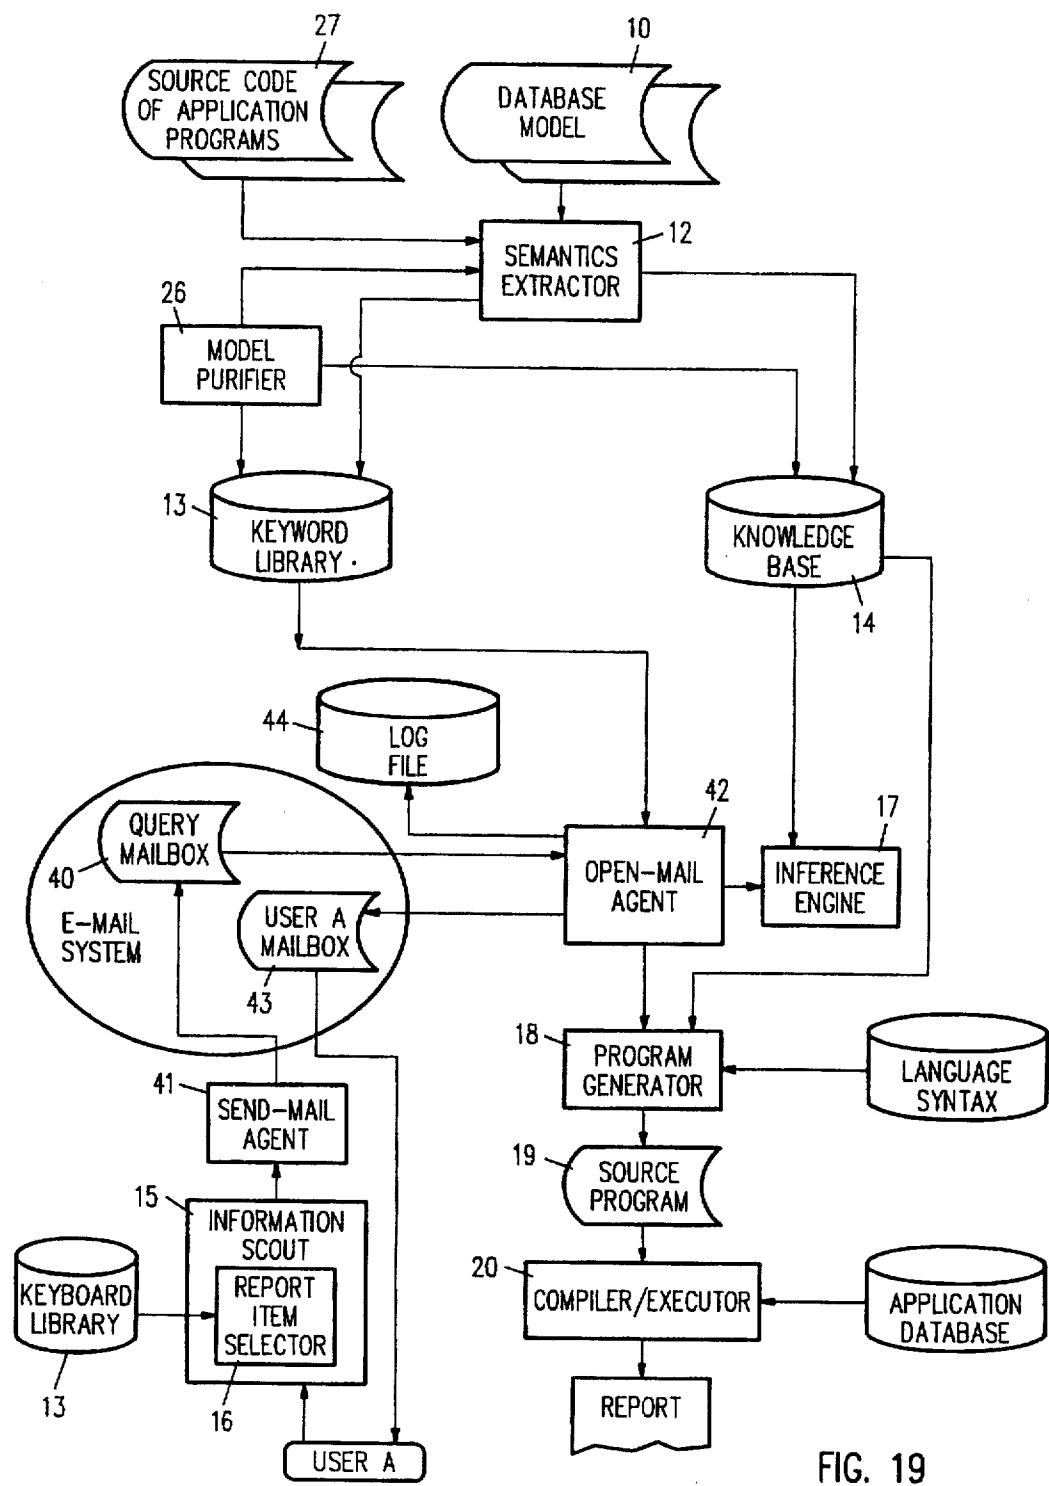 27
10
SOURCE CODE
OF APPLICATION
PROGRAMS
DATABASE
MODEL
12
SEMANTICS
EXTRACTOR
26
MODEL
PURIFIER
13
KEYWORD
LIBRARY
KNOWLEDGE
BASE
14
44
LOG
FILE
42
17
QUERY
MAILBOX
40
OPEN-MAIL
AGENT
INFERENCE
ENGINE
E-MAIL
SYSTEM
USER A
MAILBOX
43
18
PROGRAM
GENERATOR
LANGUAGE
SYNTAX
41
SEND-MAIL
AGENT
19
SOURCE
PROGRAM
15
INFORMATION
SCOUT
20
COMPILER/EXECUTOR
APPLICATION
DATABASE
KEYBOARD
LIBRARY
REPORT
ITEM
SELECTOR
13
16
REPORT
USER A
FIG. 19